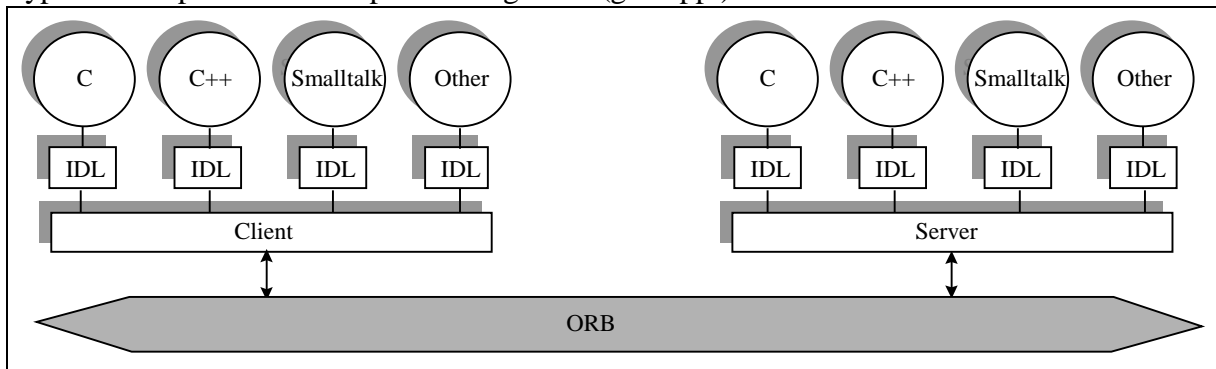 C C++ Smalltalk Other C C++ Smalltalk Other
IDL IDL IDL IDL IDL IDL IDL IDL
Client Server
ORB